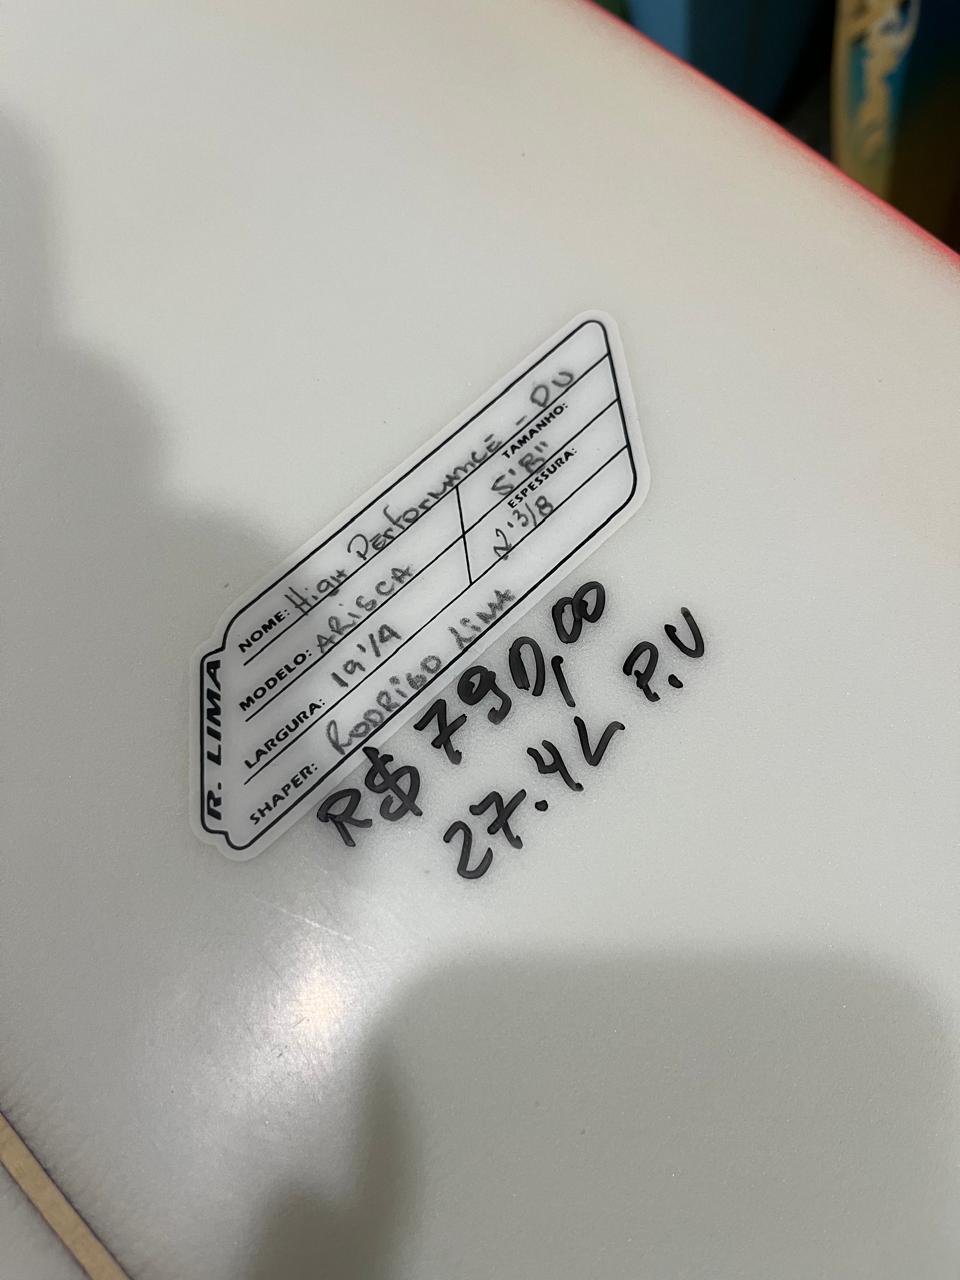 R. LIMA
NOME: High Performance - PU
MODELO: ARISCA TAMANHO: 5'8"
LARGURA: 19'1/4 ESPESSURA: 2'3/8
SHAPER: RODRIGO LIMA
R$ 790,00
27.4L P.U